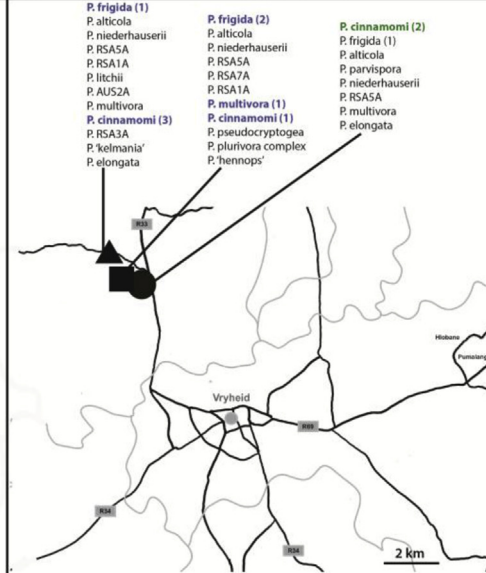 P. frigida (1)
P. alticola
P. niederhauserii
P. RSA5A
P. RSA1A
P. litchii
P. AUS2A
P. multivora
P. cinnamomi (3)
P. RSA3A
P. 'kelmania'
P. elongata
P. frigida (2)
P. alticola
P. niederhauserii
P. RSA5A
P. RSA7A
P. RSA1A
P. multivora (1)
P. cinnamomi (1)
P. pseudocryptogea
P. plurivora complex
P. 'hennops'
P. cinnamomi (2)
P. frigida (1)
P. alticola
P. parvispora
P. niederhauserii
P. RSA5A
P. multivora
P. elongata
R33
Hlobane
Vryheid
R69
R34
R34
2 km